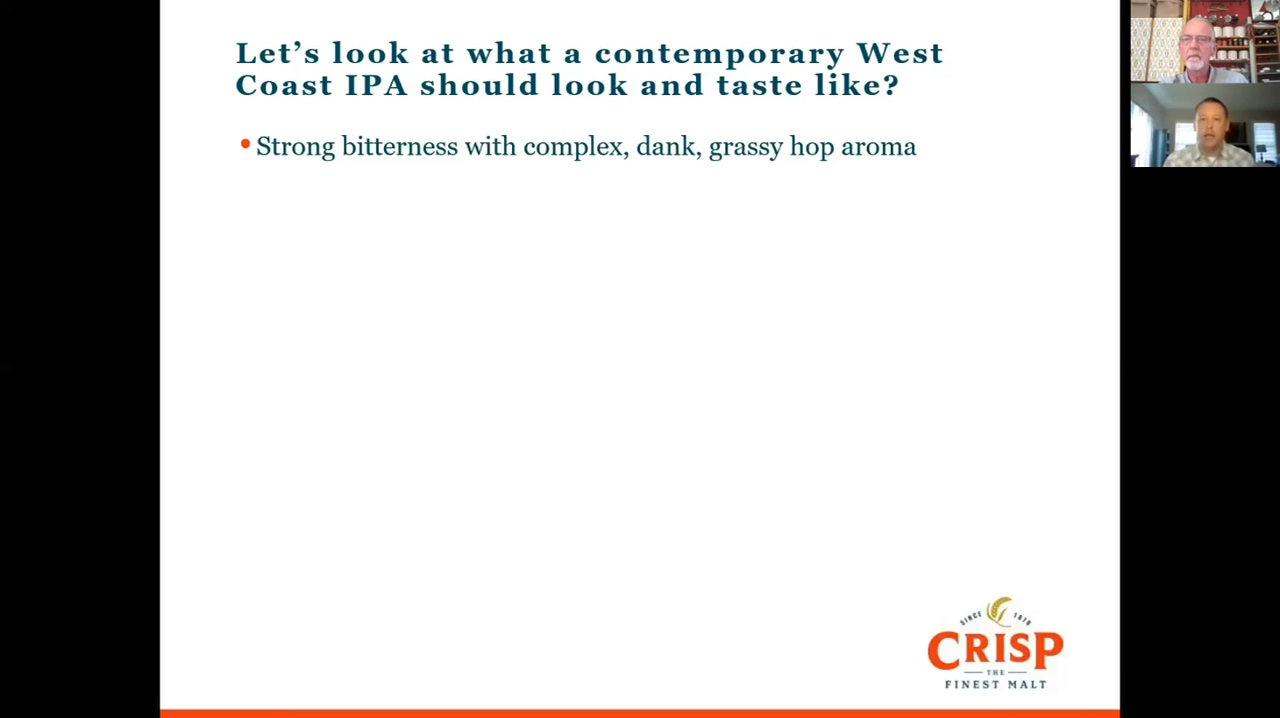 Let's look at what a contemporary West
Coast IPA should look and taste like?
• Strong bitterness with complex, dank, grassy hop aroma
SINCE 1870
CRISP
THE
FINEST MALT